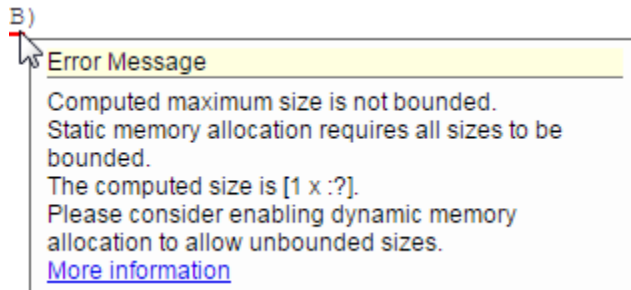 B)
Error Message
Computed maximum size is not bounded.
Static memory allocation requires all sizes to be
bounded.
The computed size is [1 x :?].
Please consider enabling dynamic memory
allocation to allow unbounded sizes.
More information